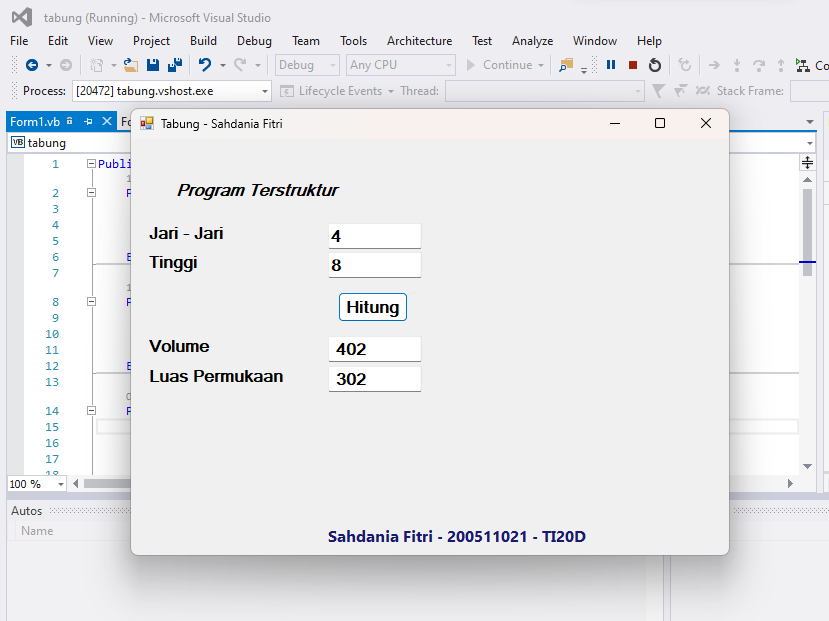 tabung (Running) - Microsoft Visual Studio
File Edit View Project Build Debug Team Tools Architecture Test Analyze Window Help
Debug Any CPU Continue
Process: [20472] tabung.vshost.exe Lifecycle Events Thread: Stack Frame:
Form1.vb
Tabung - Sahdania Fitri
VB tabung
1 Publi
2
3
4
5
6
7
8
9
10
11
12
13
14
15
16
17
18
Program Terstruktur
Jari - Jari 4
Tinggi 8
Hitung
Volume 402
Luas Permukaan 302
Sahdania Fitri - 200511021 - TI20D
100 %
Autos
Name